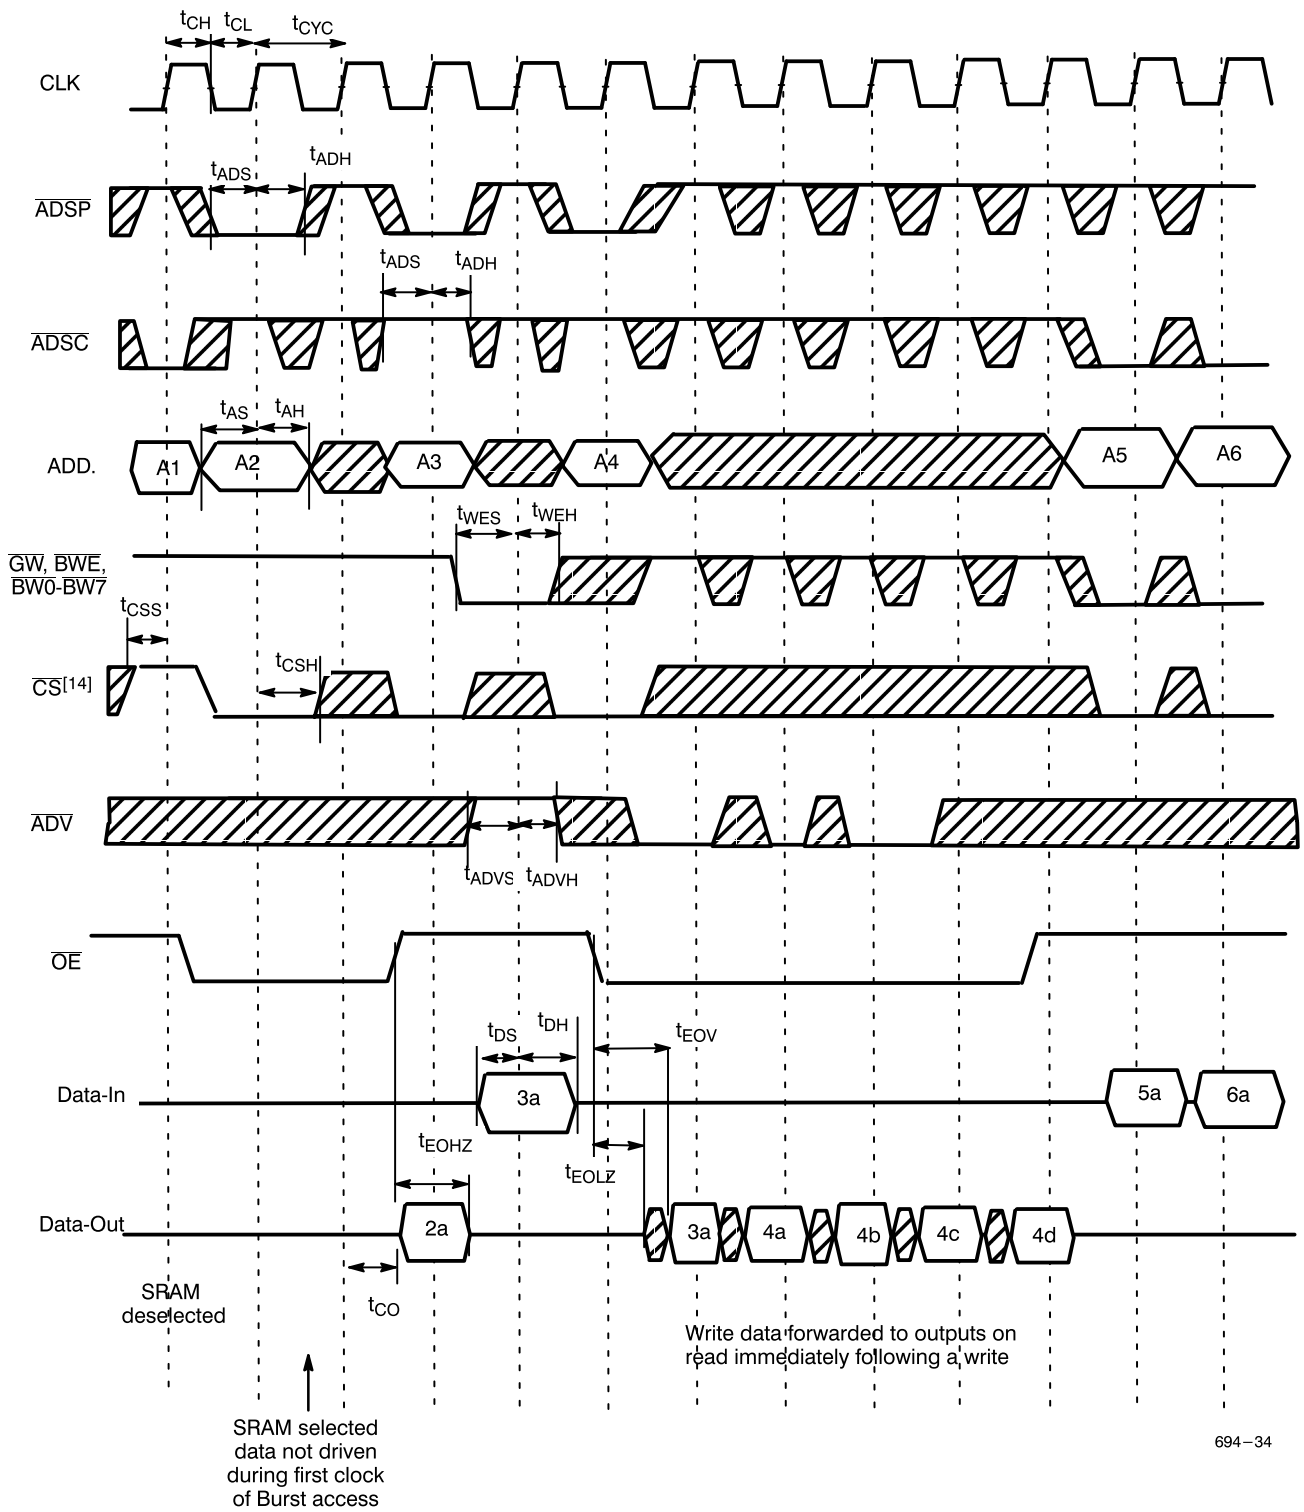 tCH tCL tCYC
CLK
tADS tADH
ADSP
tADS tADH
ADSC
tAS tAH
ADD. A1 A2 A3 A4 A5 A6
tWES tWEH
GW, BWE,
BW0-BW7
tCSS
tCSH
CS[14]
ADV
tADVS tADVH
OE
tDS tDH tEOV
Data-In 3a 5a 6a
tEOHZ tEOLZ
Data-Out 2a 3a 4a 4b 4c 4d
tCO
SRAM
deselected
Write data forwarded to outputs on
read immediately following a write
SRAM selected
data not driven
during first clock
of Burst access
694–34